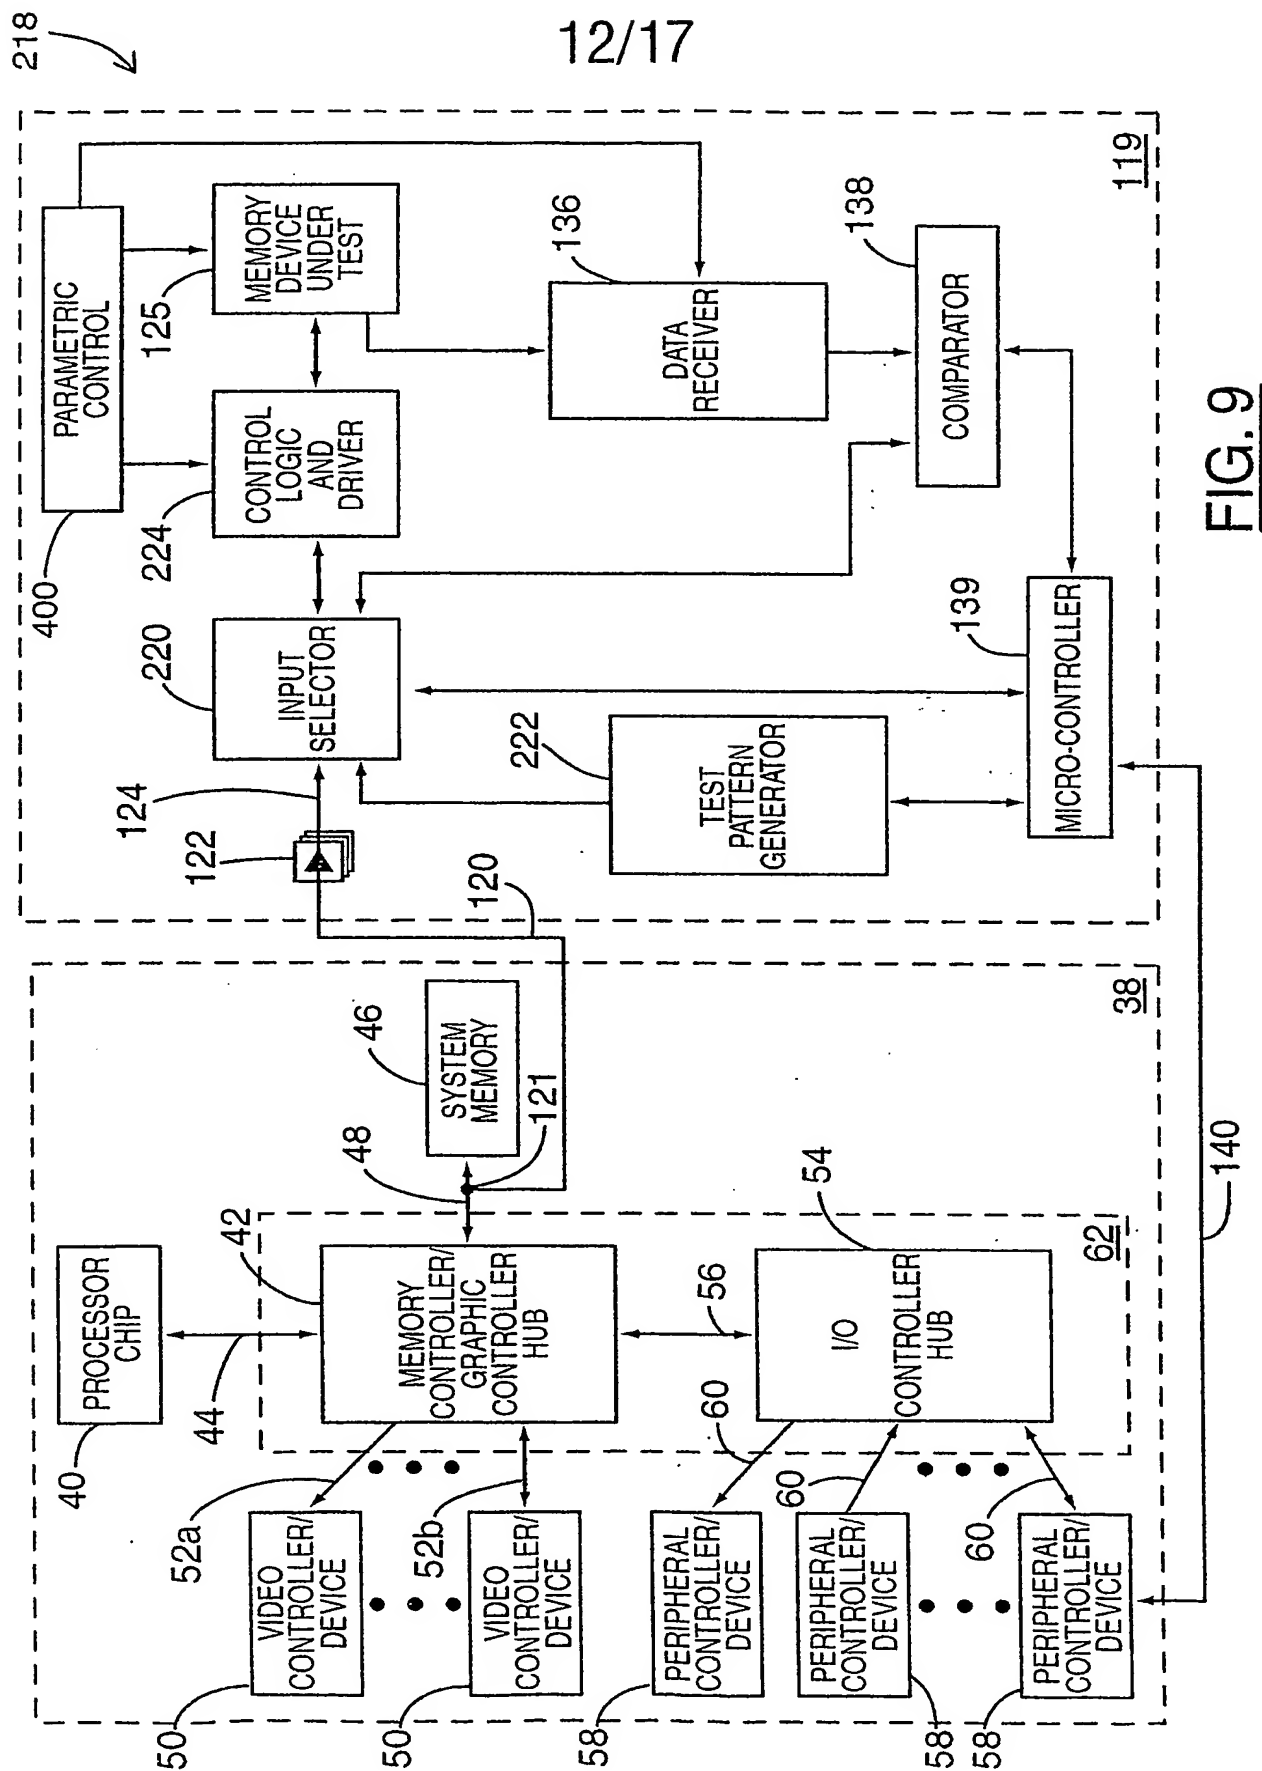 12/17
218
PARAMETRIC
CONTROL
400
MEMORY
DEVICE
UNDER
TEST
125
CONTROL
LOGIC
AND
DRIVER
224
INPUT
SELECTOR
220
124
122
120
DATA
RECEIVER
136
COMPARATOR
138
TEST
PATTERN
GENERATOR
222
MICRO-CONTROLLER
139
119
PROCESSOR
CHIP
40
44
SYSTEM
MEMORY
46
48
121
MEMORY
CONTROLLER/
GRAPHIC
CONTROLLER
HUB
42
56
I/O
CONTROLLER
HUB
54
62
38
VIDEO
CONTROLLER/
DEVICE
50
52a
VIDEO
CONTROLLER/
DEVICE
50
52b
PERIPHERAL
CONTROLLER/
DEVICE
58
60
PERIPHERAL
CONTROLLER/
DEVICE
58
60
PERIPHERAL
CONTROLLER/
DEVICE
58
60
140
FIG. 9